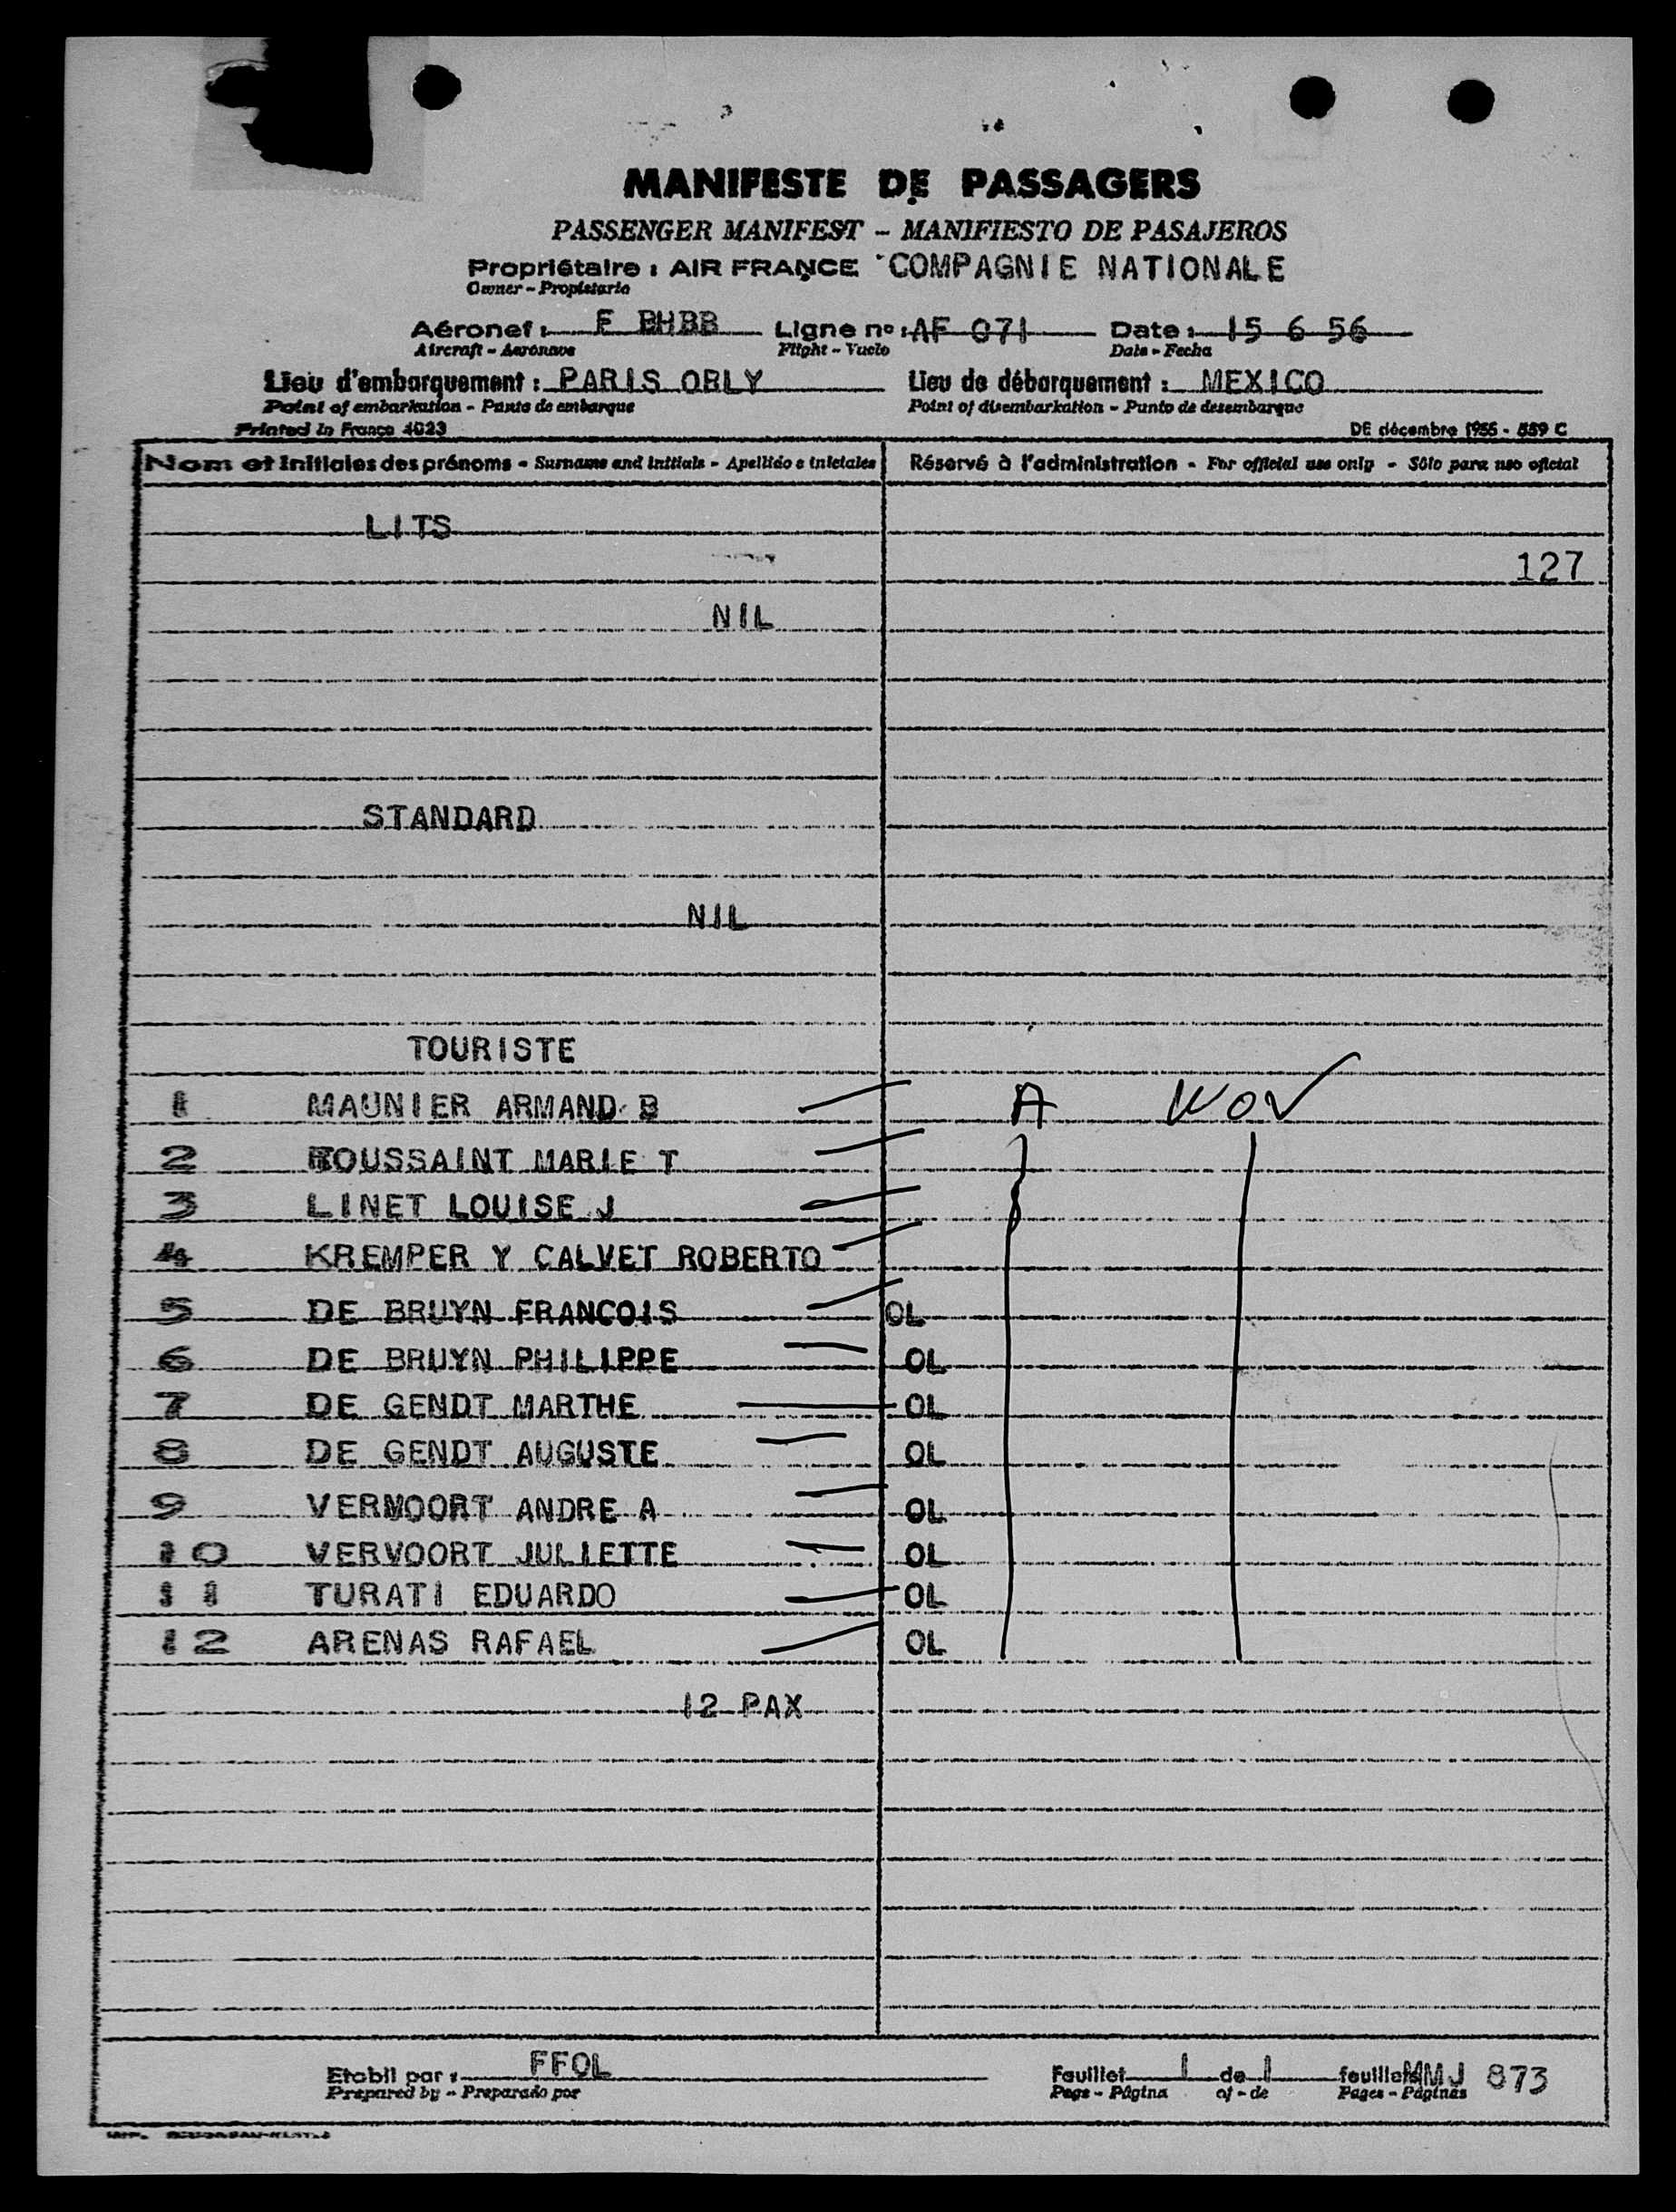 MANIFESTE DE PASSAGERS
PASSENGER MANIFEST - MANIFIESTO DE PASAJEROS
Propriétaire : AIR FRANCE COMPAGNIE NATIONALE
Owner - Propietario
Aéronef : F BHBB Ligne nº : AF 071 Date : 15 6 56
Aircraft - Aeronave Flight - Vuelo Date - Fecha
Lieu d'embarquement : PARIS ORLY Lieu de débarquement : MEXICO
Point of embarkation - Punto de embarque Point of disembarkation - Punto de desembarque
Printed in France 4023 DE décembre 1955 - 559 C
Nom et Initiales des prénoms - Surname and initials - Apellido e iniciales Réservé à l'administration - For official use only - Sólo para uso oficial
LITS
127
NIL
STANDARD
NIL
TOURISTE
1 MAUNIER ARMAND B A
2 ROUSSAINT MARIE T
3 LINET LOUISE J
4 KREMPER Y CALVET ROBERTO
5 DE BRUYN FRANCOIS OL
6 DE BRUYN PHILIPPE OL
7 DE GENDT MARTHE OL
8 DE GENDT AUGUSTE OL
9 VERVOORT ANDRE A OL
10 VERVOORT JULIETTE OL
11 TURATI EDUARDO OL
12 ARENAS RAFAEL OL
12 PAX
Etabli par : FFOL Feuillet 1 de 1 feuillets MMJ 873
Prepared by - Preparado por Page - Página of - de Pages - Páginas